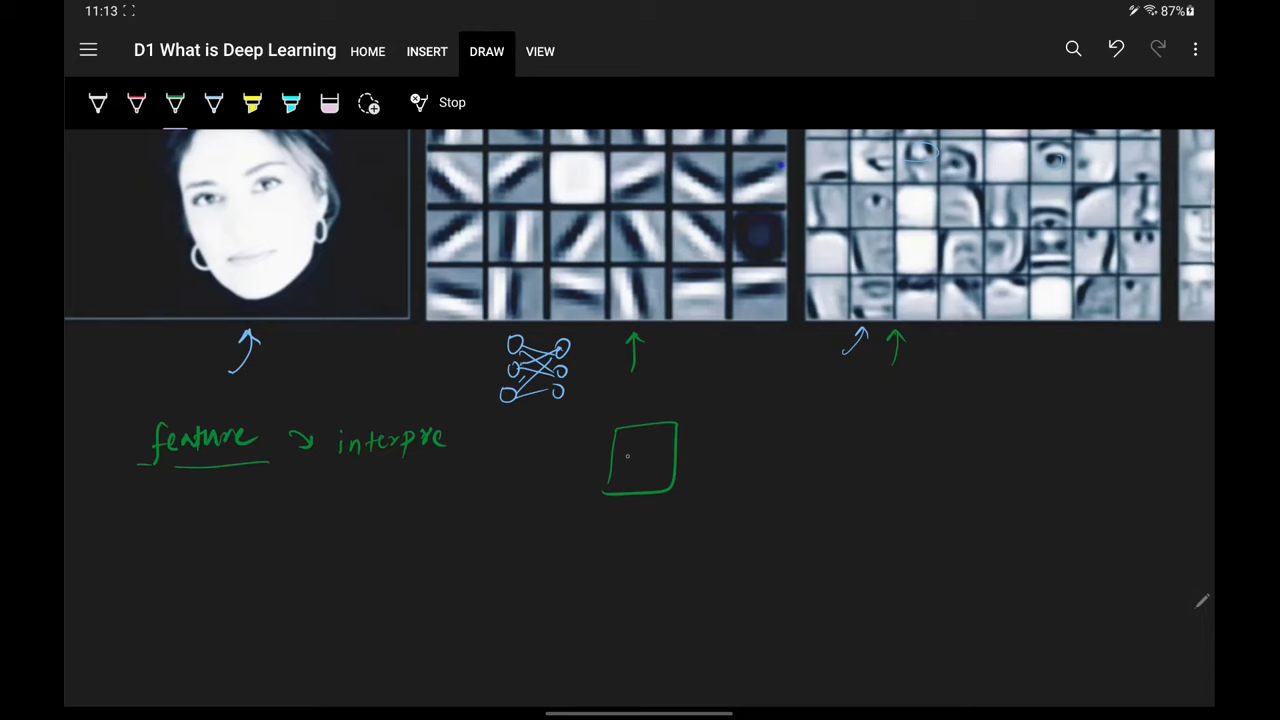 11:13 87%
D1 What is Deep Learning HOME INSERT DRAW VIEW
Stop
feature → interpre